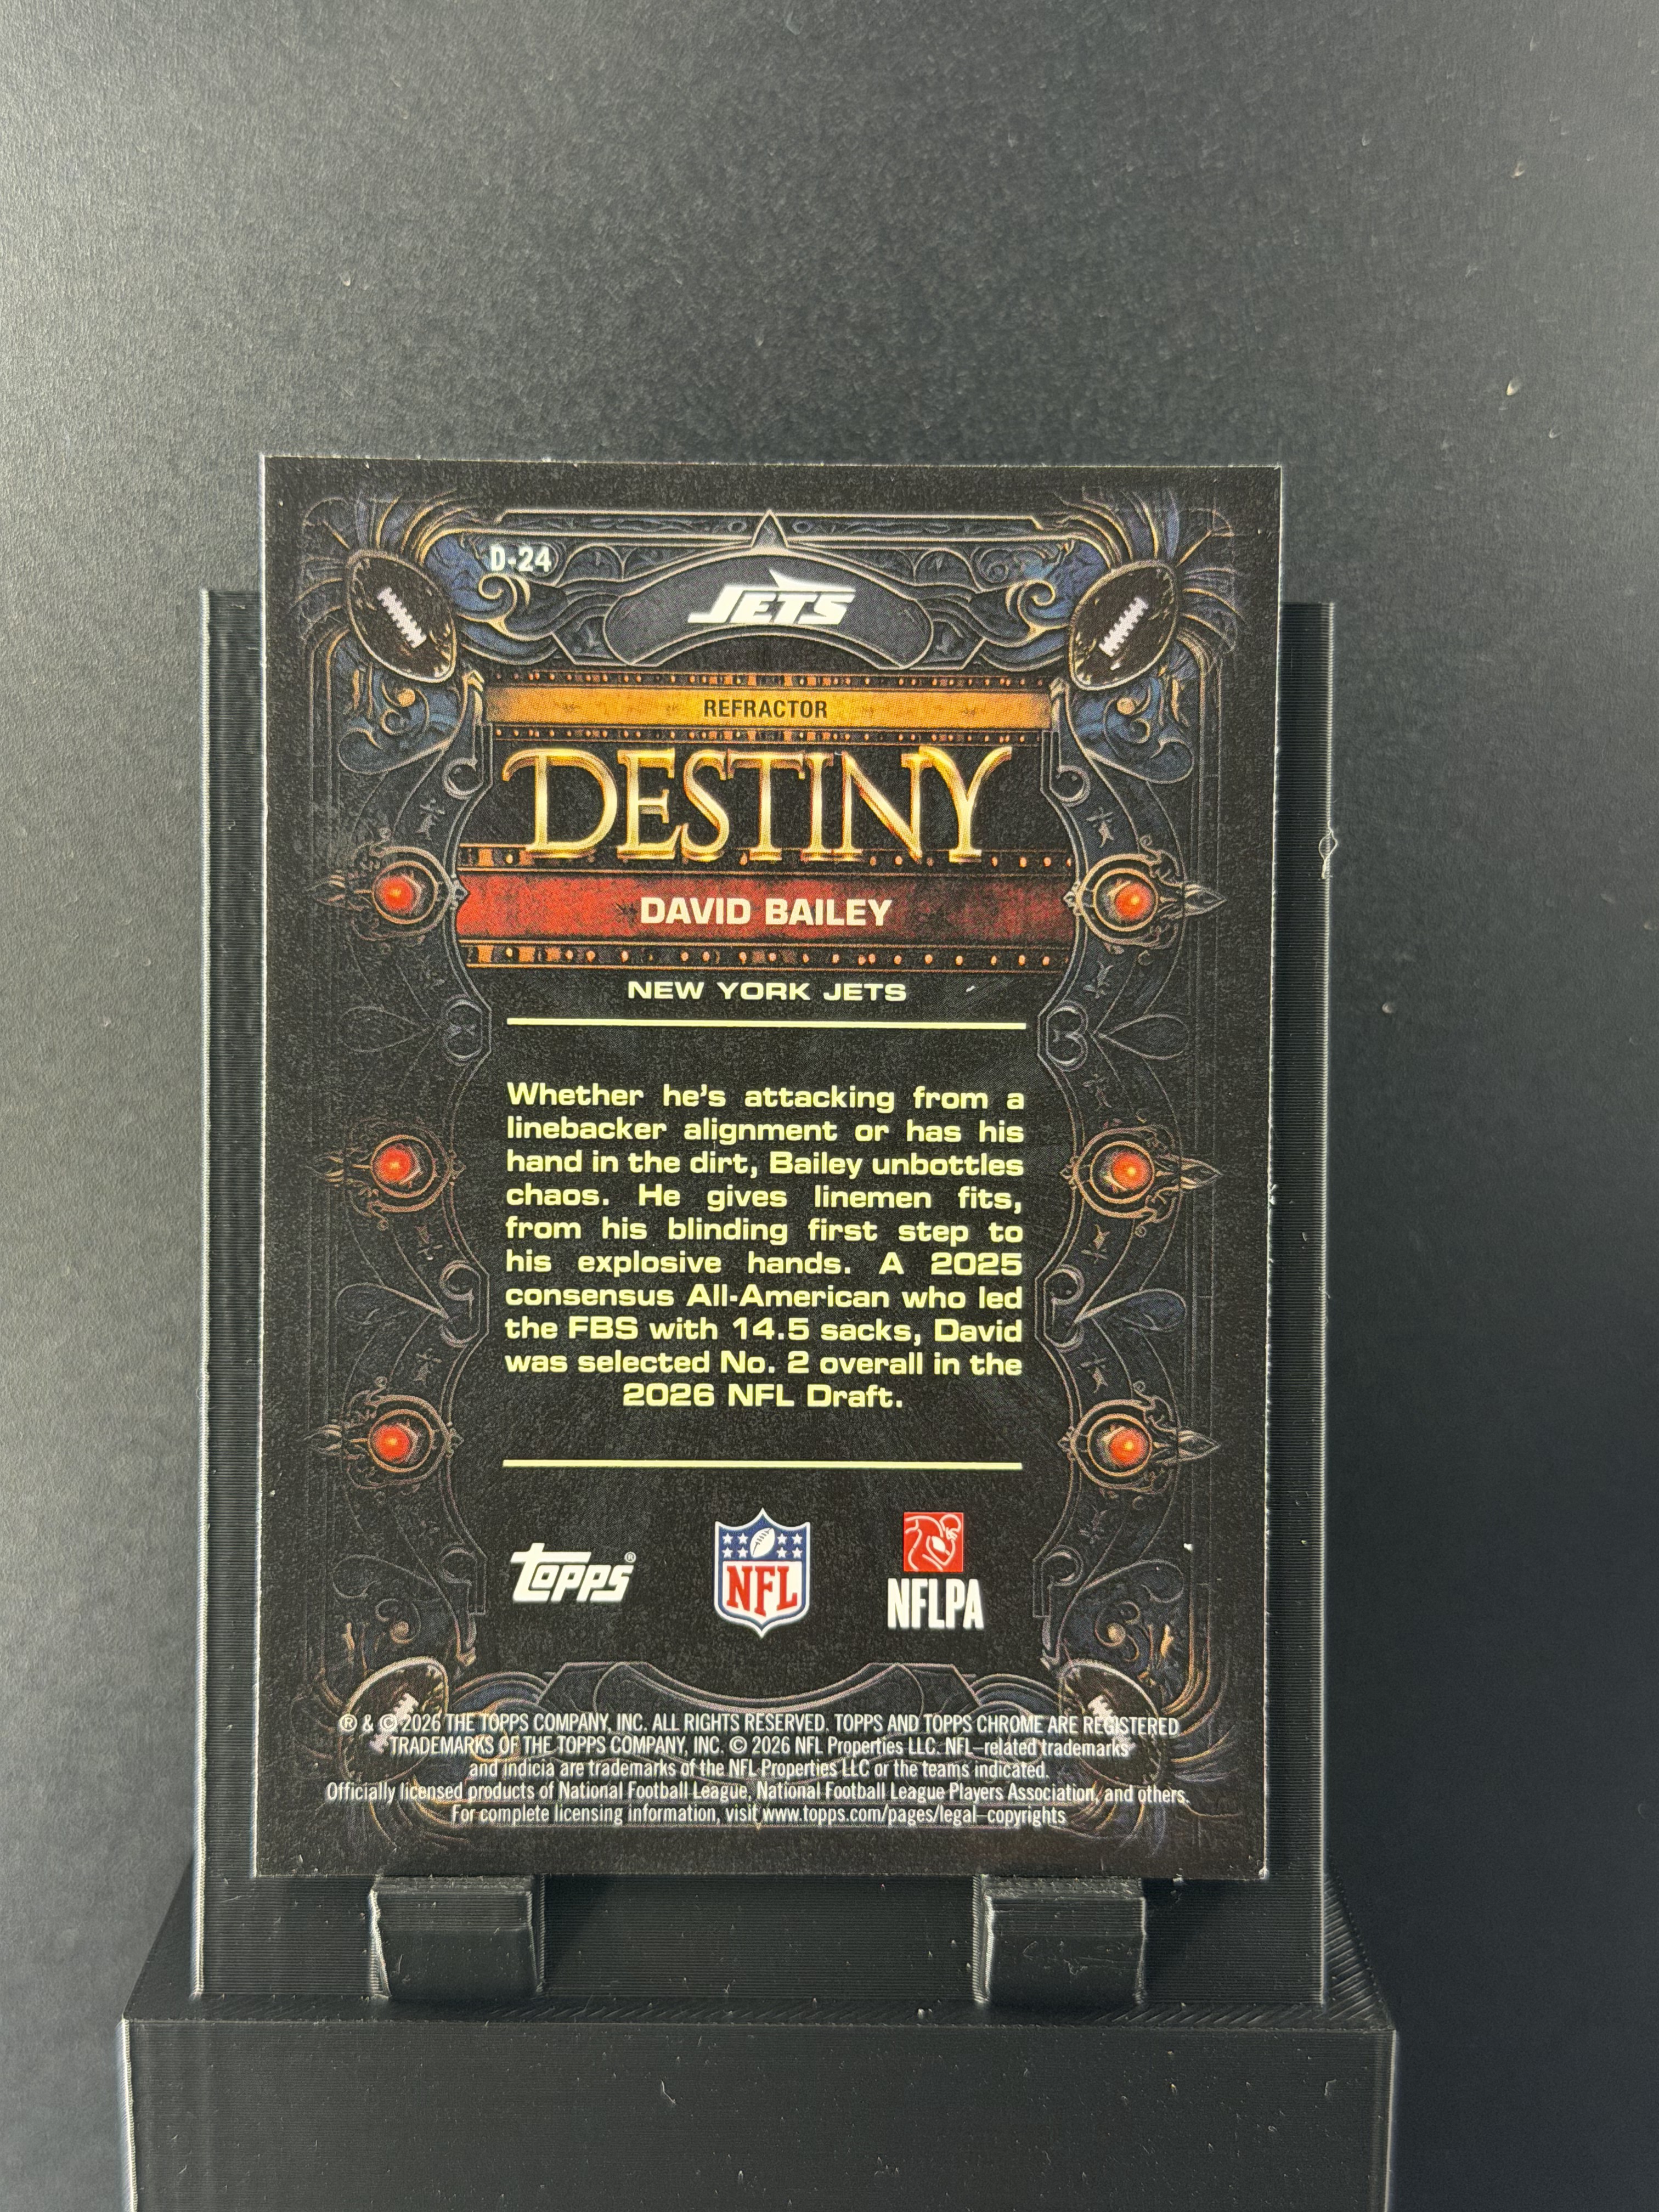 D-24
JETS
REFRACTOR
DESTINY
DAVID BAILEY
NEW YORK JETS
Whether he's attacking from a
linebacker alignment or has his
hand in the dirt, Bailey unbottles
chaos. He gives linemen fits,
from his blinding first step to
his explosive hands. A 2025
consensus All-American who led
the FBS with 14.5 sacks, David
was selected No. 2 overall in the
2026 NFL Draft.
Topps®
NFL
NFLPA
® & © 2026 THE TOPPS COMPANY, INC. ALL RIGHTS RESERVED. TOPPS AND TOPPS CHROME ARE REGISTERED
TRADEMARKS OF THE TOPPS COMPANY, INC. © 2026 NFL Properties LLC. NFL-related trademarks
and indicia are trademarks of the NFL Properties LLC or the teams indicated.
Officially licensed products of National Football League, National Football League Players Association, and others.
For complete licensing information, visit www.topps.com/pages/legal-copyrights